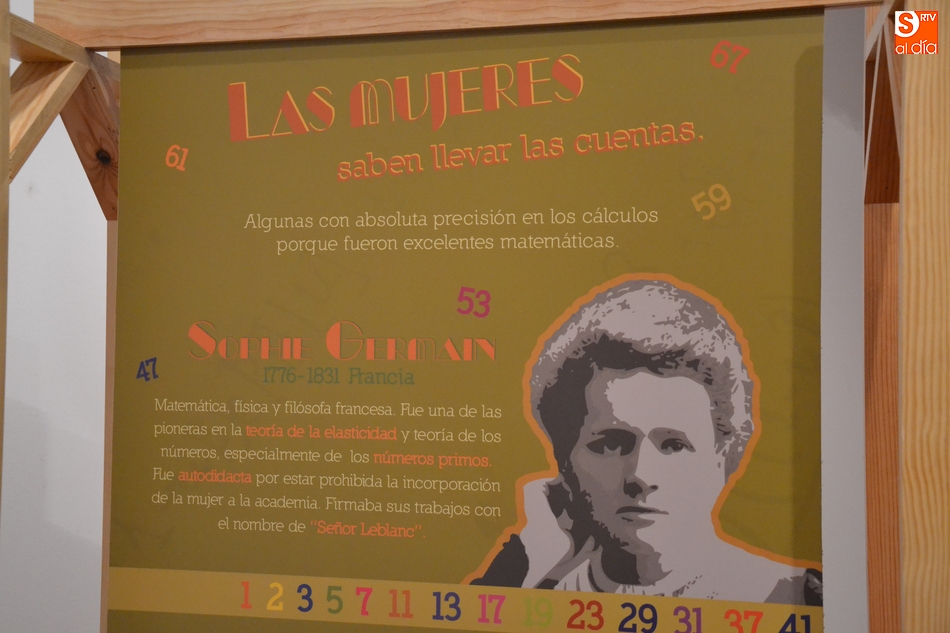 S RTV
al día
LAS MUJERES
67
saben llevar las cuentas,
61
59
Algunas con absoluta precisión en los cálculos
porque fueron excelentes matemáticas.
53
SOPHIE GERMAIN
47
1776-1831 Francia
Matemática, física y filósofa francesa. Fue una de las
pioneras en la teoría de la elasticidad y teoría de los
números, especialmente de los números primos.
Fue autodidacta por estar prohibida la incorporación
de la mujer a la academia. Firmaba sus trabajos con
el nombre de "Señor Leblanc".
1 2 3 5 7 11 13 17 19 23 29 31 37 41